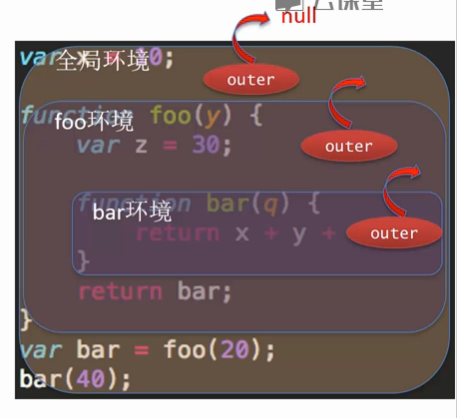 云课堂
null
var x = 10;
全局环境
outer
function foo(y) {
foo环境
outer
var z = 30;
function bar(q) {
bar环境
return x + y +
outer
}
return bar;
}
var bar = foo(20);
bar(40);